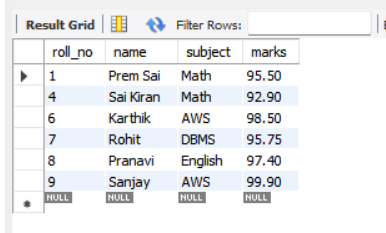 Result Grid Filter Rows:
roll_no name subject marks
1 Prem Sai Math 95.50
4 Sai Kiran Math 92.90
6 Karthik AWS 98.50
7 Rohit DBMS 95.75
8 Pranavi English 97.40
9 Sanjay AWS 99.90
NULL NULL NULL NULL